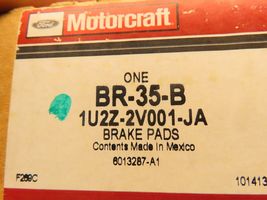 Ford Motorcraft
ONE
BR-35-B
1U2Z-2V001-JA
BRAKE PADS
Contents Made in Mexico
6013287-A1
F269C 101413